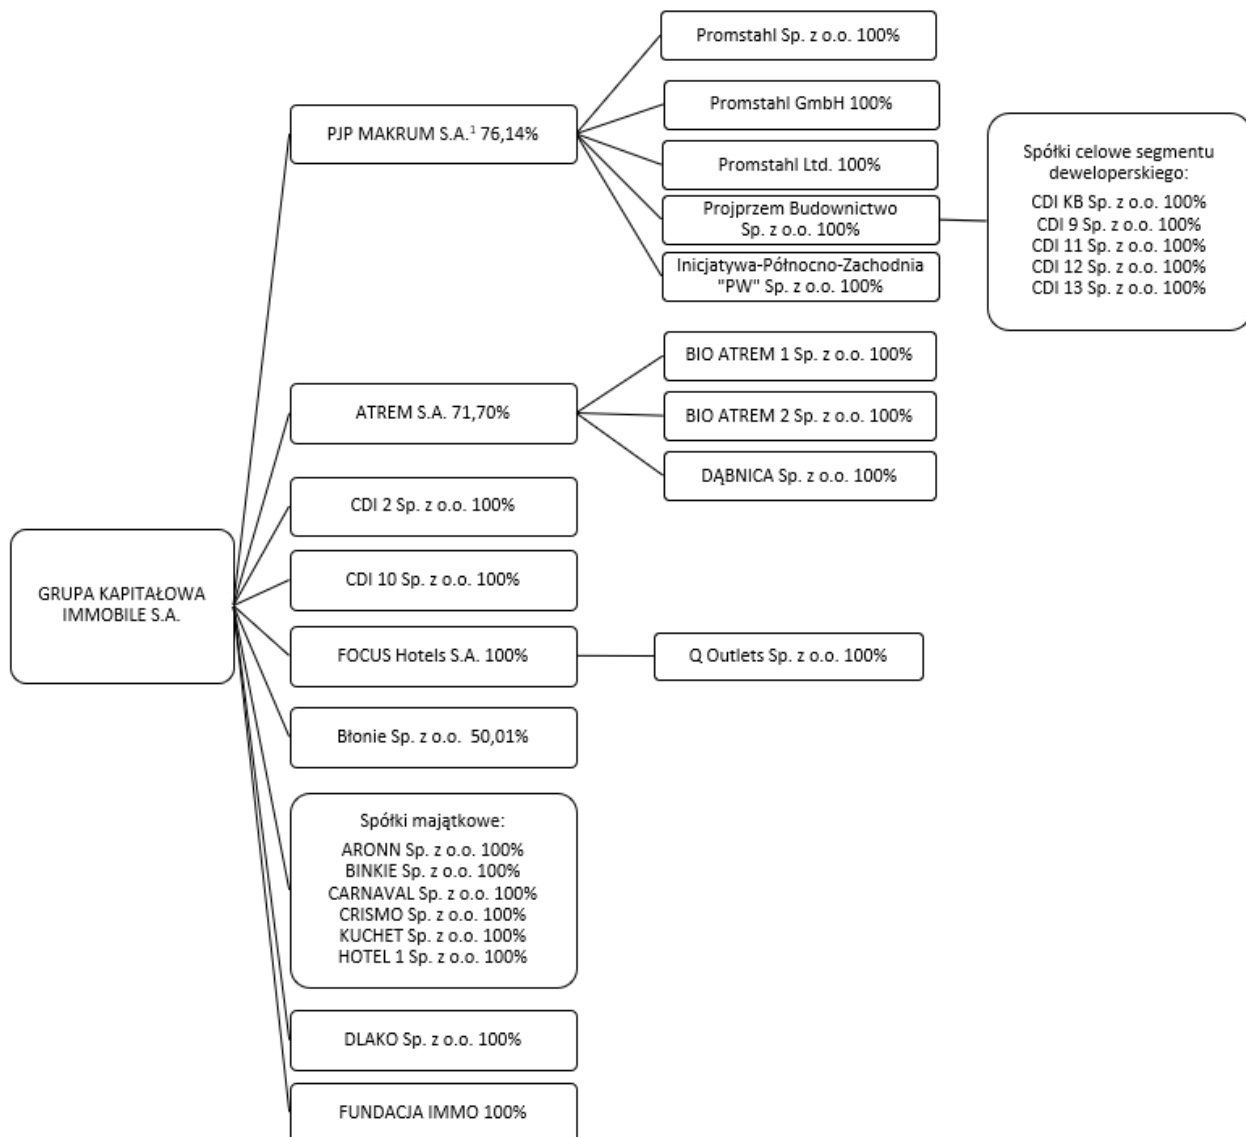 GRUPA KAPITAŁOWA
IMMOBILE S.A.
PJP MAKRUM S.A.¹ 76,14%
Promstahl Sp. z o.o. 100%
Promstahl GmbH 100%
Promstahl Ltd. 100%
Projprzem Budownictwo
Sp. z o.o. 100%
Inicjatywa-Północno-Zachodnia
"PW" Sp. z o.o. 100%
Spółki celowe segmentu
deweloperskiego:
CDI KB Sp. z o.o. 100%
CDI 9 Sp. z o.o. 100%
CDI 11 Sp. z o.o. 100%
CDI 12 Sp. z o.o. 100%
CDI 13 Sp. z o.o. 100%
ATREM S.A. 71,70%
BIO ATREM 1 Sp. z o.o. 100%
BIO ATREM 2 Sp. z o.o. 100%
DĄBNICA Sp. z o.o. 100%
CDI 2 Sp. z o.o. 100%
CDI 10 Sp. z o.o. 100%
FOCUS Hotels S.A. 100%
Q Outlets Sp. z o.o. 100%
Błonie Sp. z o.o. 50,01%
Spółki majątkowe:
ARONN Sp. z o.o. 100%
BINKIE Sp. z o.o. 100%
CARNAVAL Sp. z o.o. 100%
CRISMO Sp. z o.o. 100%
KUCHET Sp. z o.o. 100%
HOTEL 1 Sp. z o.o. 100%
DLAKO Sp. z o.o. 100%
FUNDACJA IMMO 100%